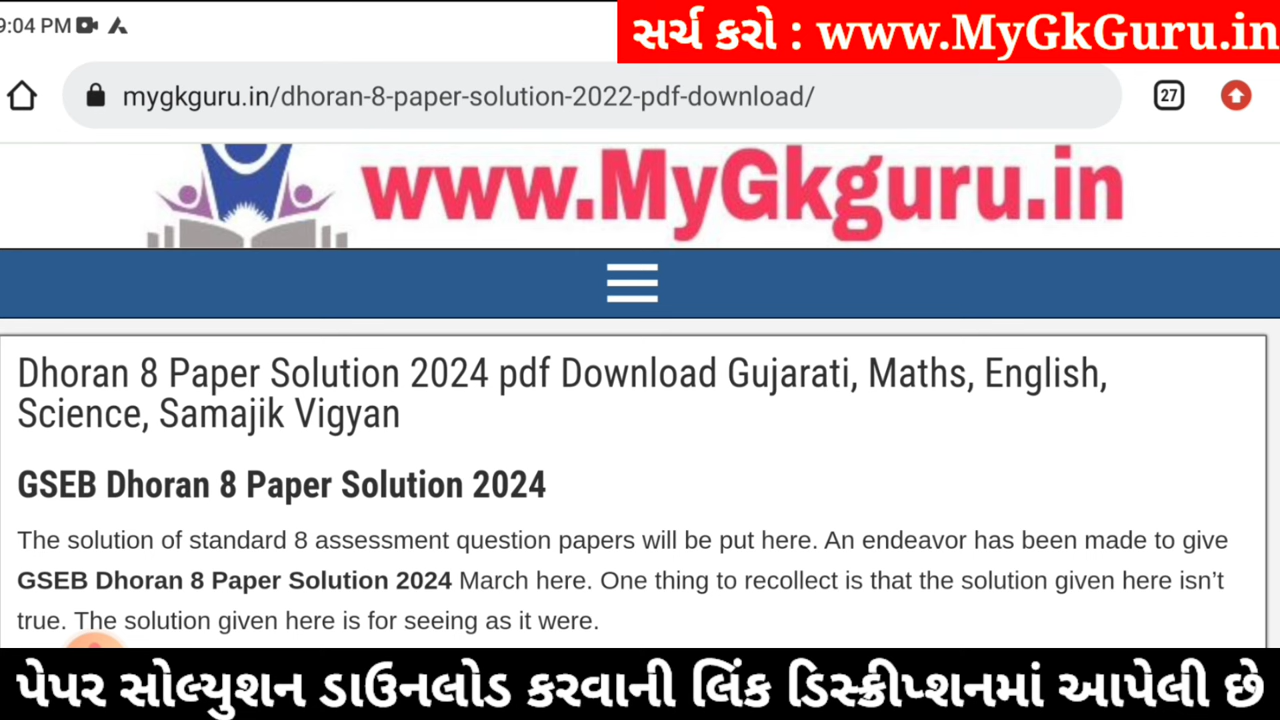 9:04 PM
સર્ચ કરો : www.MyGkGuru.in
mygkguru.in/dhoran-8-paper-solution-2022-pdf-download/
27
www.MyGkguru.in
Dhoran 8 Paper Solution 2024 pdf Download Gujarati, Maths, English,
Science, Samajik Vigyan
GSEB Dhoran 8 Paper Solution 2024
The solution of standard 8 assessment question papers will be put here. An endeavor has been made to give
GSEB Dhoran 8 Paper Solution 2024 March here. One thing to recollect is that the solution given here isn’t
true. The solution given here is for seeing as it were.
પેપર સોલ્યુશન ડાઉનલોડ કરવાની લિંક ડિસ્ક્રીપ્શનમાં આપેલી છે